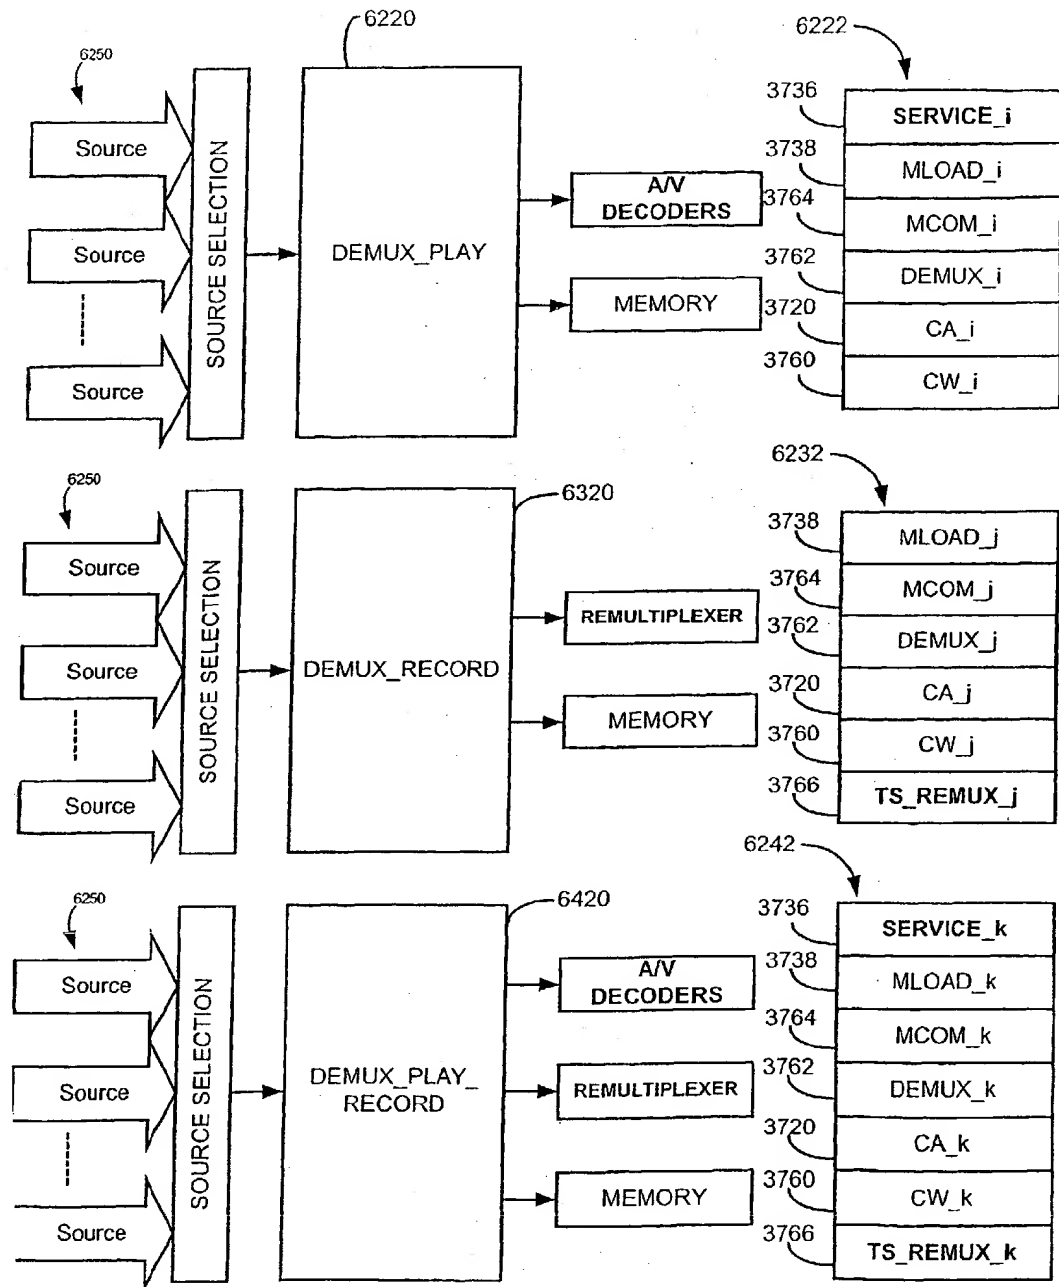 6220
6222
6250
3736
SERVICE_i
Source
3738
MLOAD_i
A/V
DECODERS
3764
MCOM_i
Source
SOURCE SELECTION
DEMUX_PLAY
3762
DEMUX_i
MEMORY
3720
CA_i
3760
CW_i
Source
6232
6250
6320
3738
MLOAD_j
Source
3764
MCOM_j
REMULTIPLEXER
3762
DEMUX_j
Source
SOURCE SELECTION
DEMUX_RECORD
3720
CA_j
MEMORY
3760
CW_j
3766
TS_REMUX_j
Source
6242
6250
6420
3736
SERVICE_k
A/V
DECODERS
3738
MLOAD_k
Source
3764
MCOM_k
Source
SOURCE SELECTION
DEMUX_PLAY_
RECORD
REMULTIPLEXER
3762
DEMUX_k
3720
CA_k
MEMORY
3760
CW_k
Source
3766
TS_REMUX_k